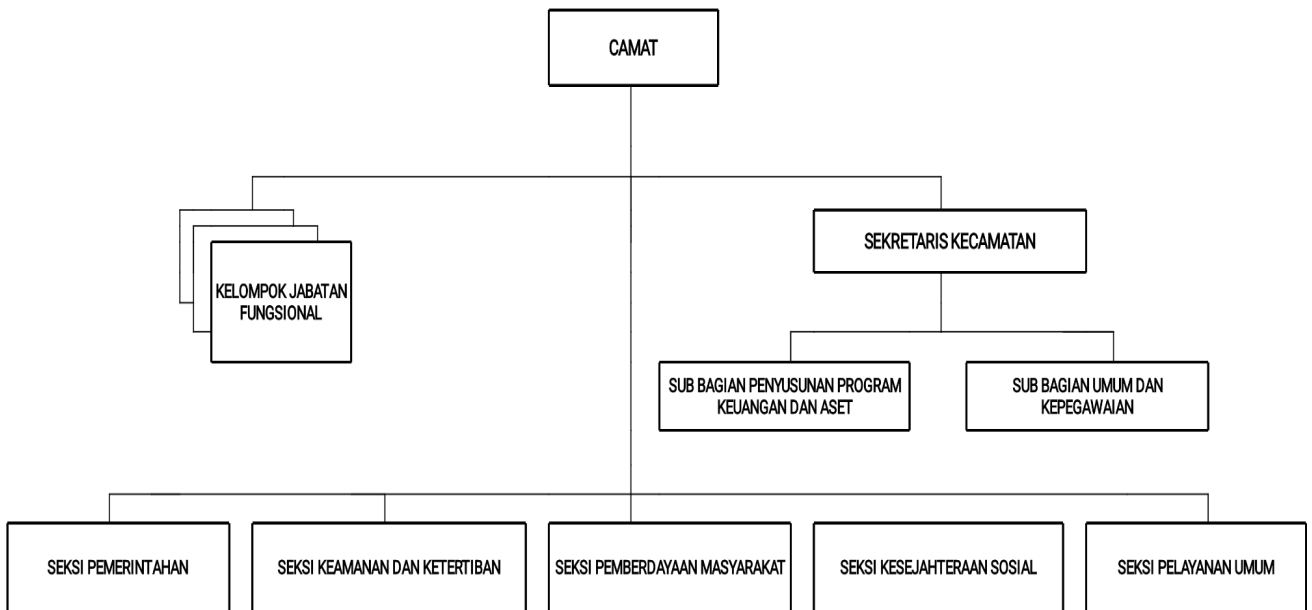 CAMAT
SEKRETARIS KECAMATAN
KELOMPOK JABATAN
FUNGSIONAL
SUB BAGIAN PENYUSUNAN PROGRAM
KEUANGAN DAN ASET
SUB BAGIAN UMUM DAN
KEPEGAWAIAN
SEKSI PEMERINTAHAN
SEKSI KEAMANAN DAN KETERTIBAN
SEKSI PEMBERDAYAAN MASYARAKAT
SEKSI KESEJAHTERAAN SOSIAL
SEKSI PELAYANAN UMUM